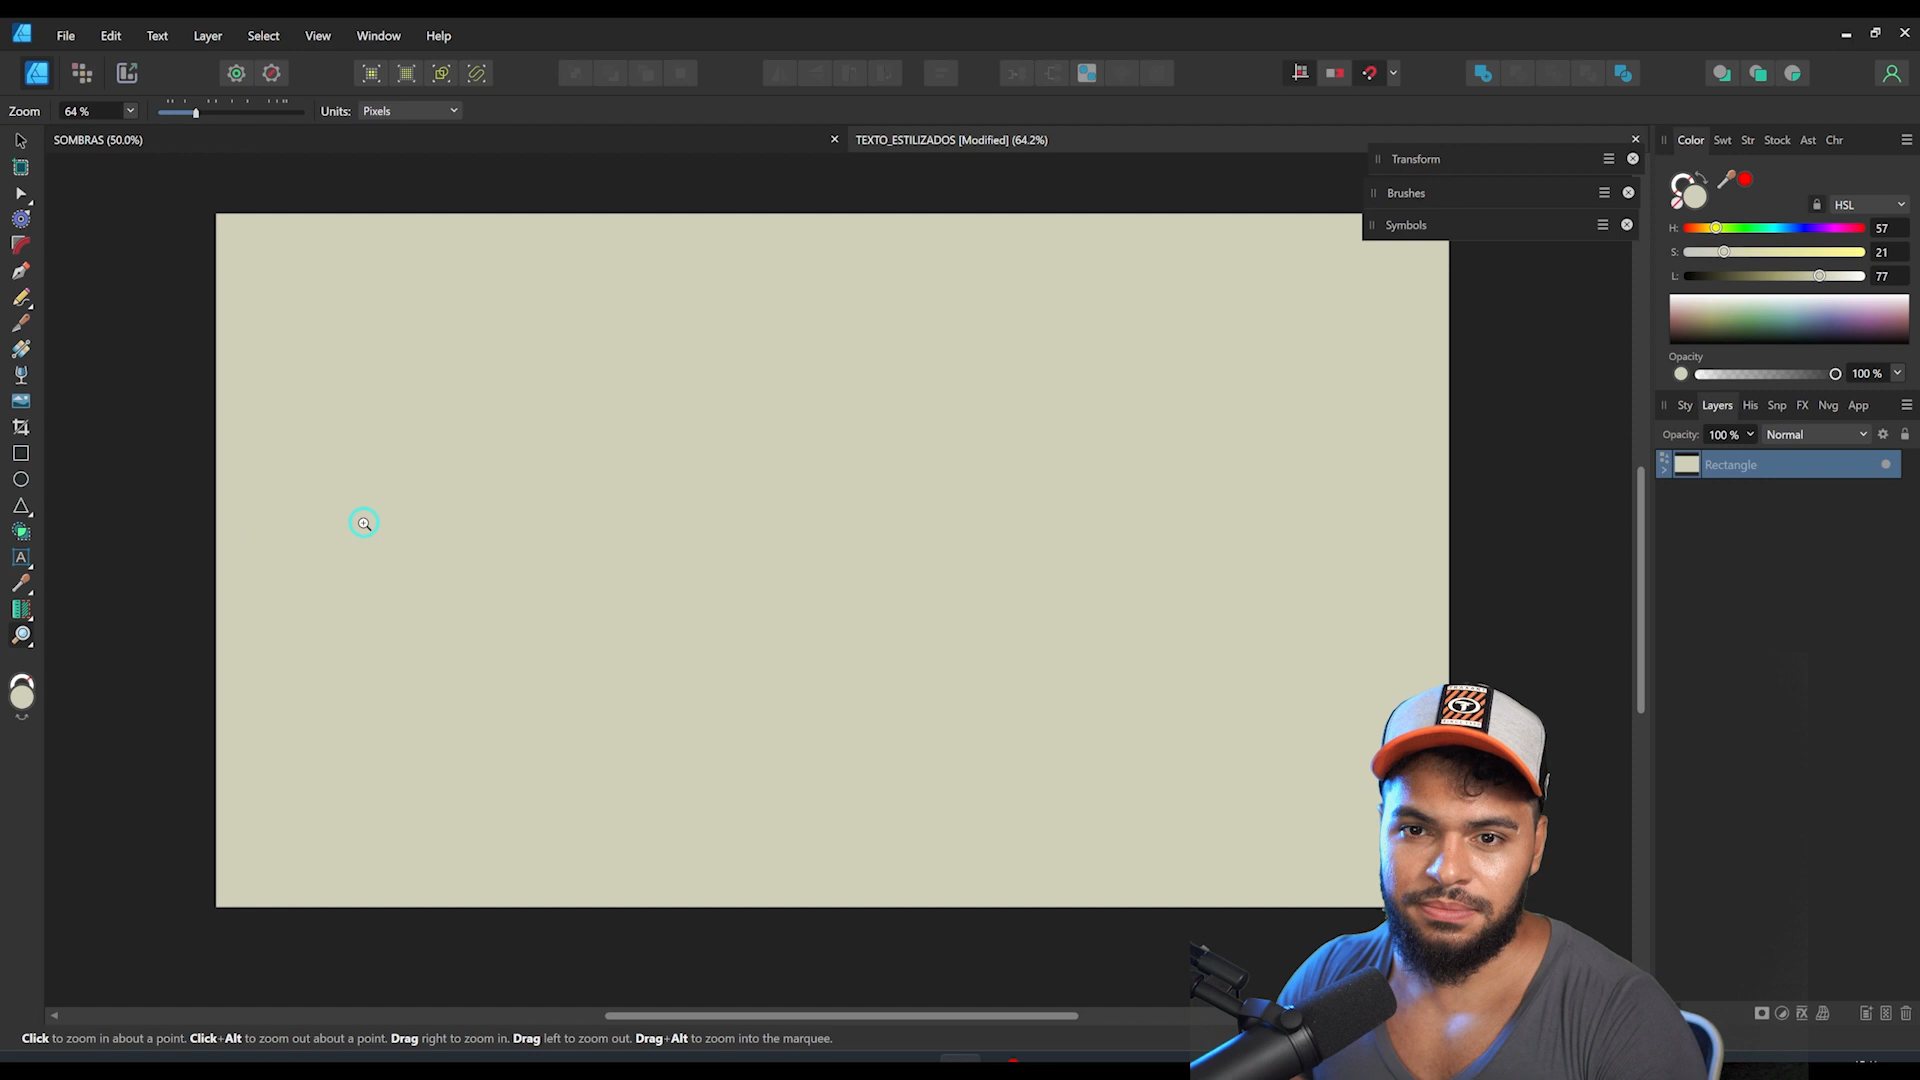 File Edit Text Layer Select View Window Help
Zoom 64 % Units: Pixels
SOMBRAS (50.0%) TEXTO_ESTILIZADOS [Modified] (64.2%)
Transform
Brushes
Symbols
Color Swt Str Stock Ast Chr
HSL
H: 57
S: 21
L: 77
Opacity
100 %
Sty Layers His Snp FX Nvg App
Opacity: 100 % Normal
Rectangle
A
FX
Click to zoom in about a point. Click+Alt to zoom out about a point. Drag right to zoom in. Drag left to zoom out. Drag+Alt to zoom into the marquee.